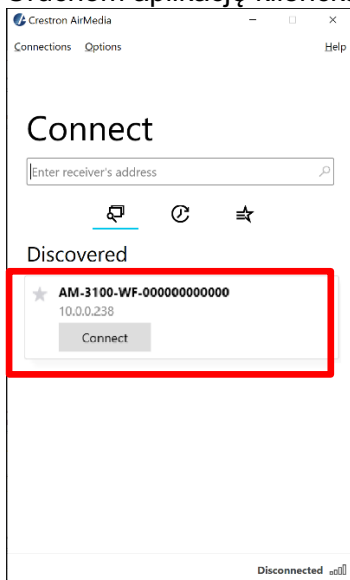 Crestron AirMedia
Connections Options Help
Connect
Enter receiver's address
Discovered
AM-3100-WF-000000000000
10.0.0.238
Connect
Disconnected